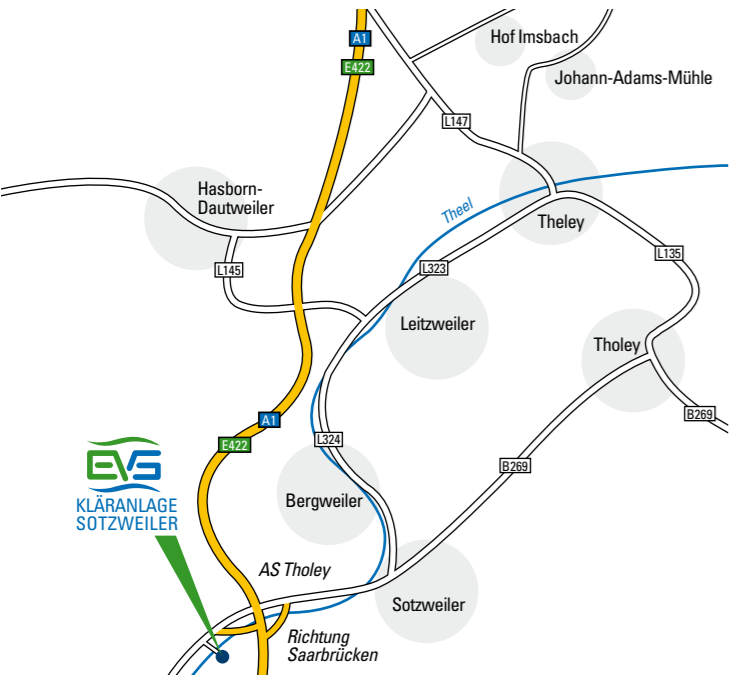 Hof Imsbach
A1
E422
Johann-Adams-Mühle
L147
Hasborn-
Dautweiler
Theel
Theley
L145
L323
L135
Leitzweiler
Tholey
A1
B269
E422
L324
B269
EVS
KLÄRANLAGE
SOTZWEILER
Bergweiler
AS Tholey
Sotzweiler
Richtung
Saarbrücken